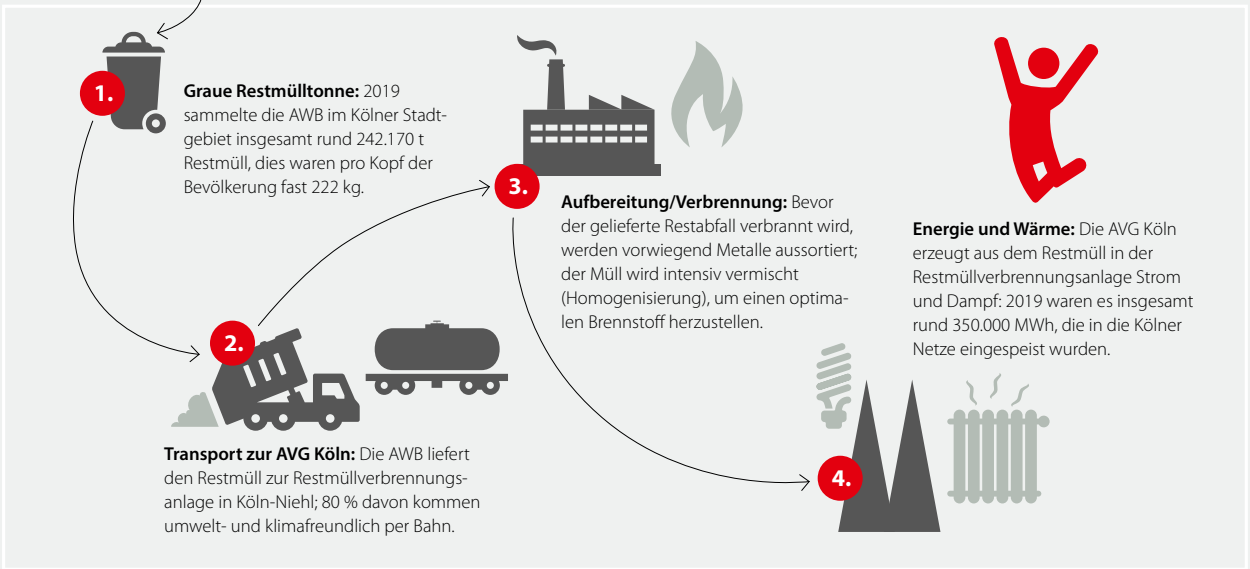 1.
Graue Restmülltonne: 2019
sammelte die AWB im Kölner Stadt-
gebiet insgesamt rund 242.170 t
Restmüll, dies waren pro Kopf der
Bevölkerung fast 222 kg.
2.
Transport zur AVG Köln: Die AWB liefert
den Restmüll zur Restmüllverbrennungs-
anlage in Köln-Niehl; 80 % davon kommen
umwelt- und klimafreundlich per Bahn.
3.
Aufbereitung/Verbrennung: Bevor
der gelieferte Restabfall verbrannt wird,
werden vorwiegend Metalle aussortiert;
der Müll wird intensiv vermischt
(Homogenisierung), um einen optima-
len Brennstoff herzustellen.
4.
Energie und Wärme: Die AVG Köln
erzeugt aus dem Restmüll in der
Restmüllverbrennungsanlage Strom
und Dampf: 2019 waren es insgesamt
rund 350.000 MWh, die in die Kölner
Netze eingespeist wurden.